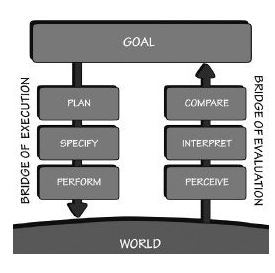 GOAL
BRIDGE OF EXECUTION
PLAN
SPECIFY
PERFORM
COMPARE
INTERPRET
PERCEIVE
BRIDGE OF EVALUATION
WORLD